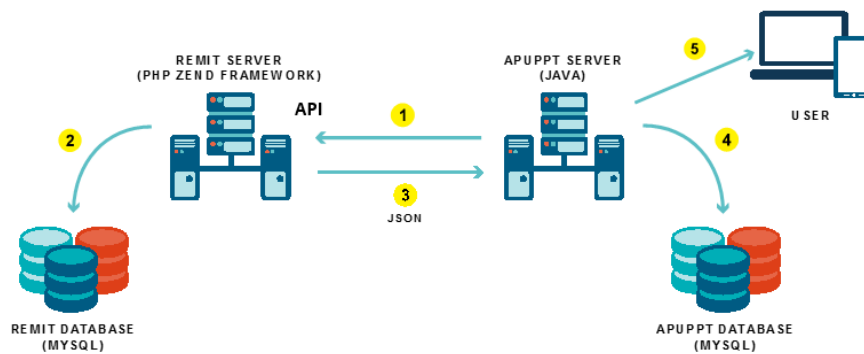 REMIT SERVER
(PHP ZEND FRAMEWORK)
API
1
APUPPT SERVER
(JAVA)
5
USER
2
3
JSON
4
REMIT DATABASE
(MYSQL)
APUPPT DATABASE
(MYSQL)